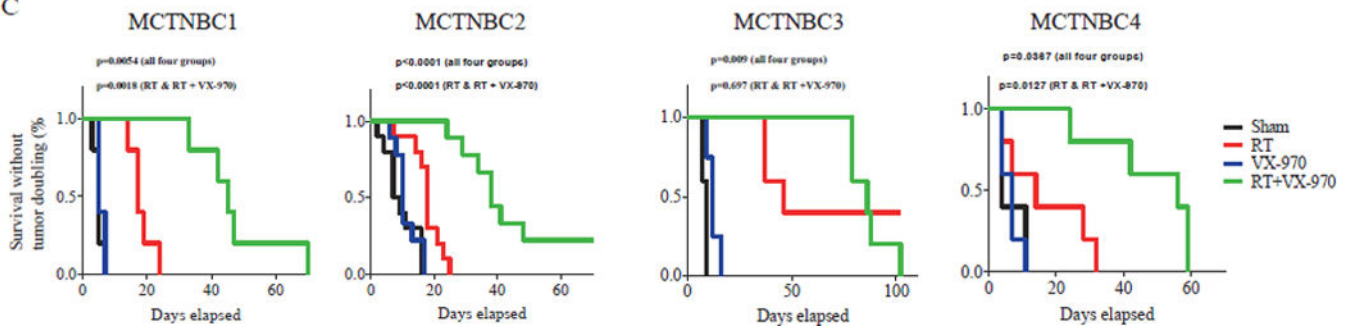 C
MCTNBC1
p=0.0054 (all four groups)
p=0.0018 (RT & RT + VX-970)
Survival without
tumor doubling (%
1.0
0.5
0.0
0 20 40 60
Days elapsed
MCTNBC2
p<0.0001 (all four groups)
p<0.0001 (RT & RT + VX-970)
1.0
0.5
0.0
0 20 40 60
Days elapsed
MCTNBC3
p=0.009 (all four groups)
p=0.697 (RT & RT +VX-970)
1.0
0.5
0.0
0 50 100
Days elapsed
MCTNBC4
p=0.0367 (all four groups)
p=0.0127 (RT & RT +VX-970)
1.0
0.5
0.0
0 20 40 60
Days elapsed
Sham
RT
VX-970
RT+VX-970